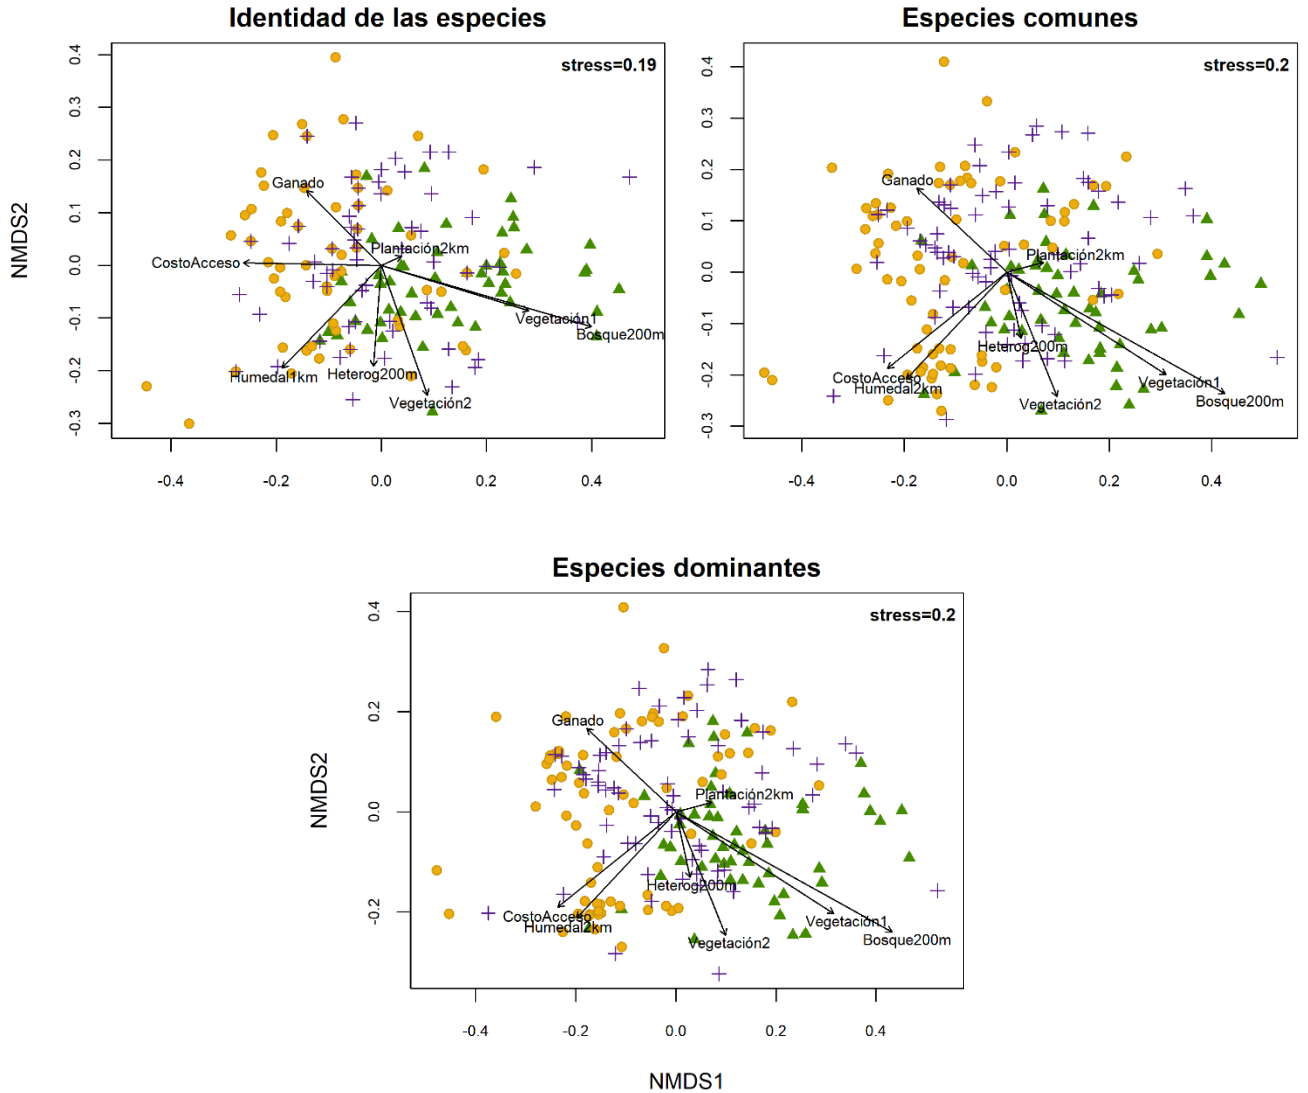 Identidad de las especies
stress=0.19
NMDS2
0.4
0.3
0.2
0.1
0.0
-0.1
-0.2
-0.3
Ganado
Plantación2km
CostoAcceso
Vegetación1
Bosque200m
Humedal1km
Heterog200m
Vegetación2
-0.4
-0.2
0.0
0.2
0.4
Especies comunes
stress=0.2
0.4
0.3
0.2
0.1
0.0
-0.1
-0.2
-0.3
Ganado
Plantación2km
Heterog200m
CostoAcceso
Humedal2km
Vegetación1
Vegetación2
Bosque200m
-0.4
-0.2
0.0
0.2
0.4
Especies dominantes
stress=0.2
NMDS2
0.4
0.2
0.0
-0.2
Ganado
Plantación2km
Heterog200m
CostoAcceso
Humedal2km
Vegetación1
Vegetación2
Bosque200m
-0.4
-0.2
0.0
0.2
0.4
NMDS1